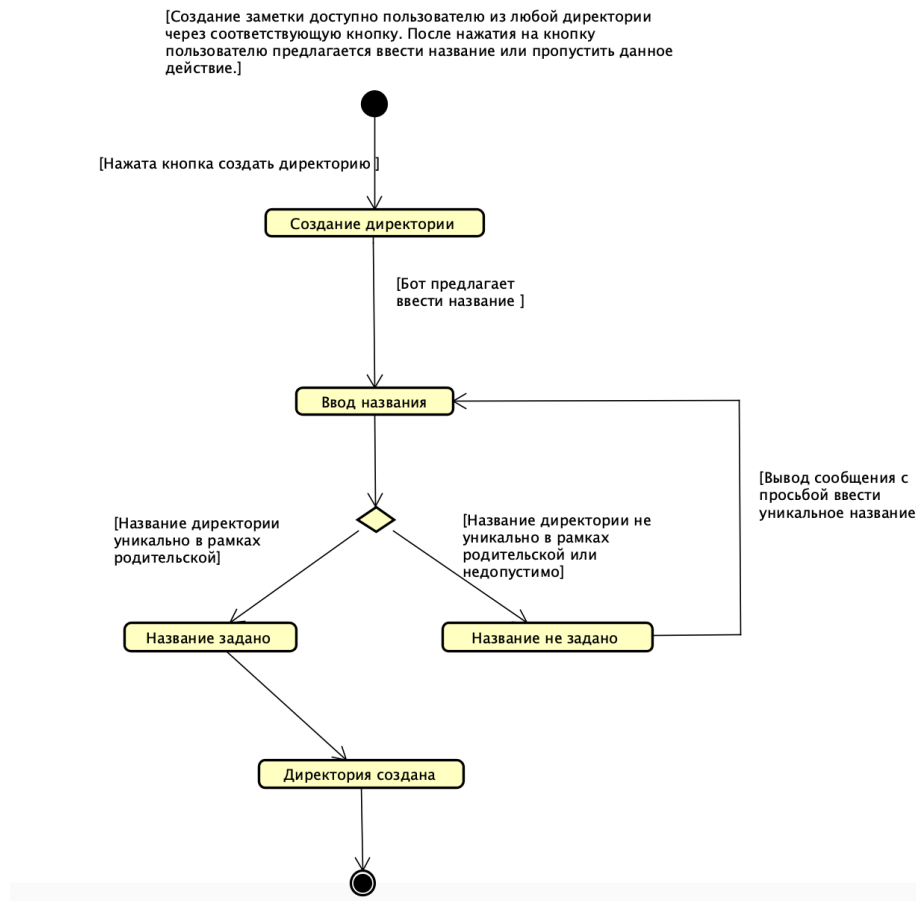 [Создание заметки доступно пользователю из любой директории
через соответствующую кнопку. После нажатия на кнопку
пользователю предлагается ввести название или пропустить данное
действие.]
[Нажата кнопка создать директорию ]
Создание директории
[Бот предлагает
ввести название ]
Ввод названия
[Вывод сообщения с
просьбой ввести
уникальное название
[Название директории
уникально в рамках
родительской]
[Название директории не
уникально в рамках
родительской или
недопустимо]
Название задано
Название не задано
Директория создана